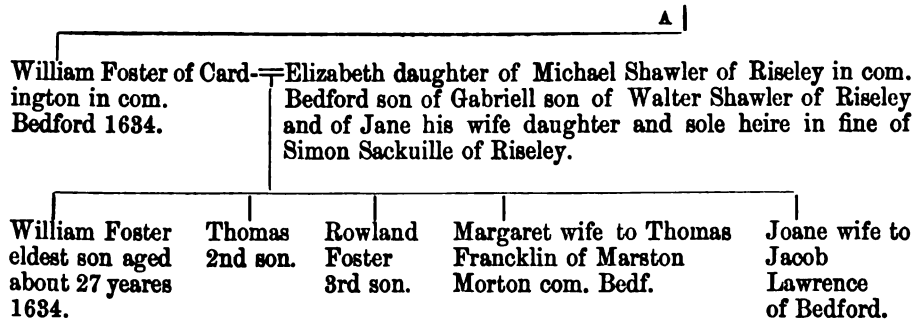 A
William Foster of Card-
ington in com.
Bedford 1634.
Elizabeth daughter of Michael Shawler of Riseley in com.
Bedford son of Gabriell son of Walter Shawler of Riseley
and of Jane his wife daughter and sole heire in fine of
Simon Sackuille of Riseley.
William Foster
eldest son aged
about 27 yeares
1634.
Thomas
2nd son.
Rowland
Foster
3rd son.
Margaret wife to Thomas
Francklin of Marston
Morton com. Bedf.
Joane wife to
Jacob
Lawrence
of Bedford.